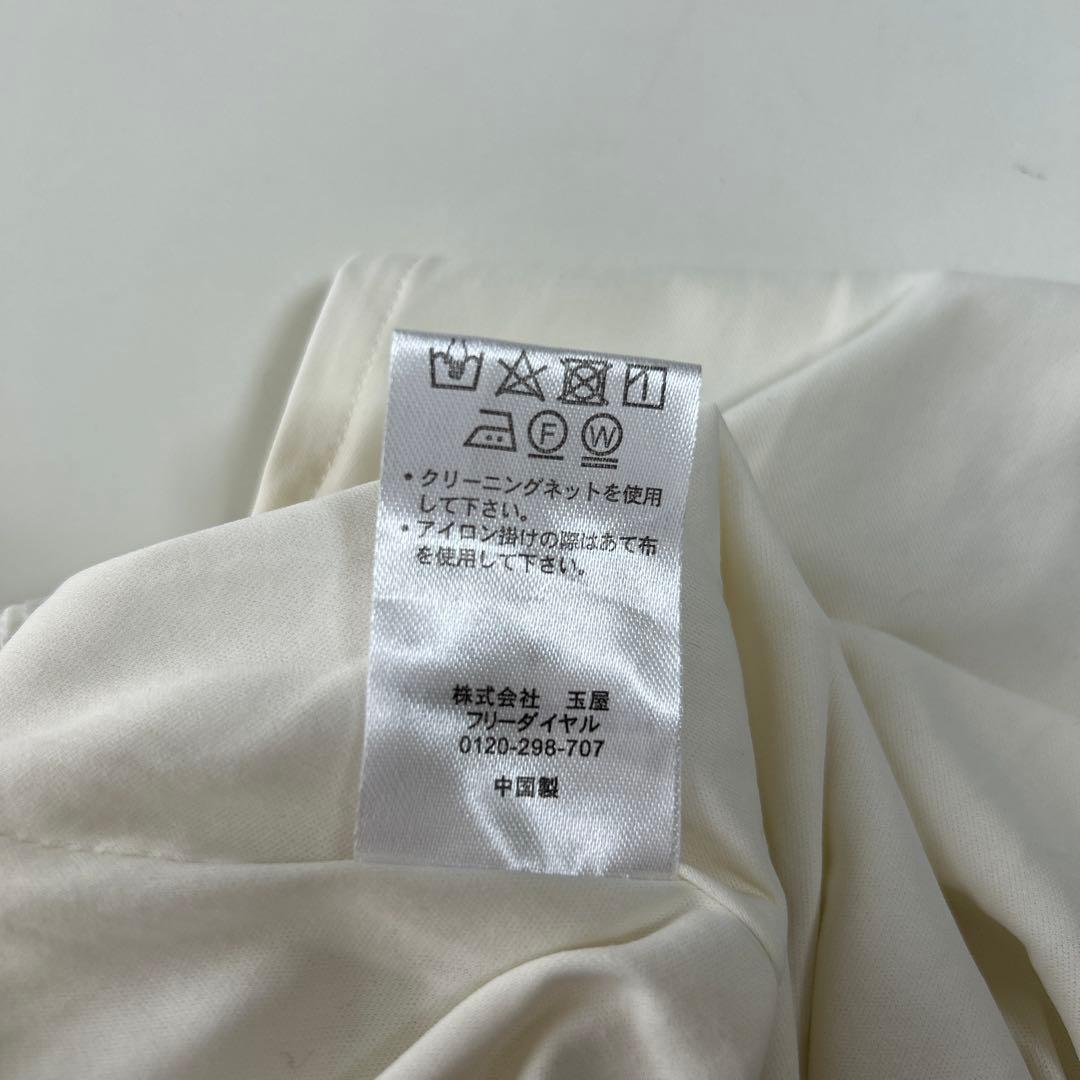 F W
・クリーニングネットを使用
して下さい。
・アイロン掛けの際はあて布
を使用して下さい。
株式会社 玉屋
フリーダイヤル
0120-298-707
中国製